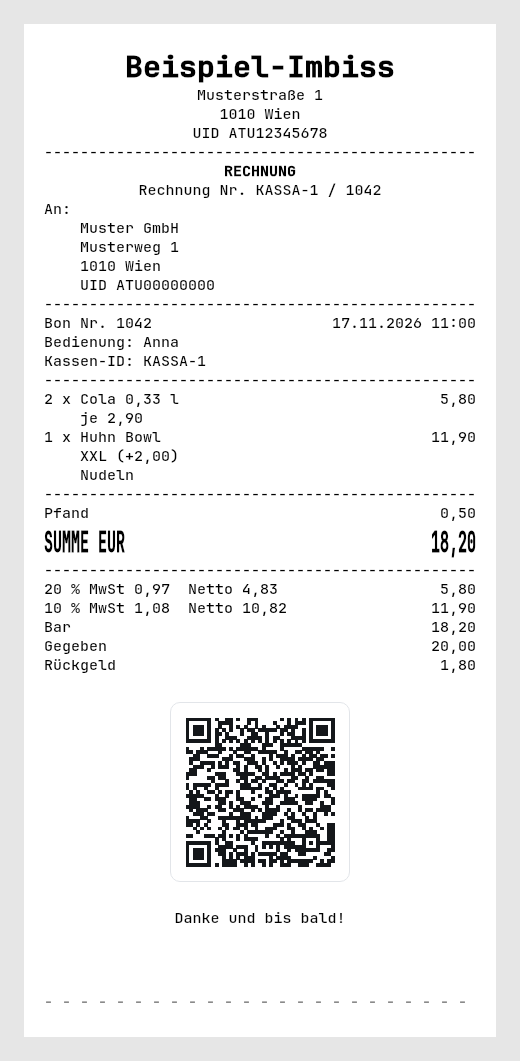 Beispiel-Imbiss
Musterstraße 1
1010 Wien
UID ATU12345678
------------------------------------------------
RECHNUNG
Rechnung Nr. KASSA-1 / 1042
An:
Muster GmbH
Musterweg 1
1010 Wien
UID ATU00000000
------------------------------------------------
Bon Nr. 1042 17.11.2026 11:00
Bedienung: Anna
Kassen-ID: KASSA-1
------------------------------------------------
2 x Cola 0,33 l 5,80
je 2,90
1 x Huhn Bowl 11,90
XXL (+2,00)
Nudeln
------------------------------------------------
Pfand 0,50
SUMME EUR 18,20
------------------------------------------------
20 % MwSt 0,97 Netto 4,83 5,80
10 % MwSt 1,08 Netto 10,82 11,90
Bar 18,20
Gegeben 20,00
Rückgeld 1,80
Danke und bis bald!
- - - - - - - - - - - - - - - - - - - - - - - -